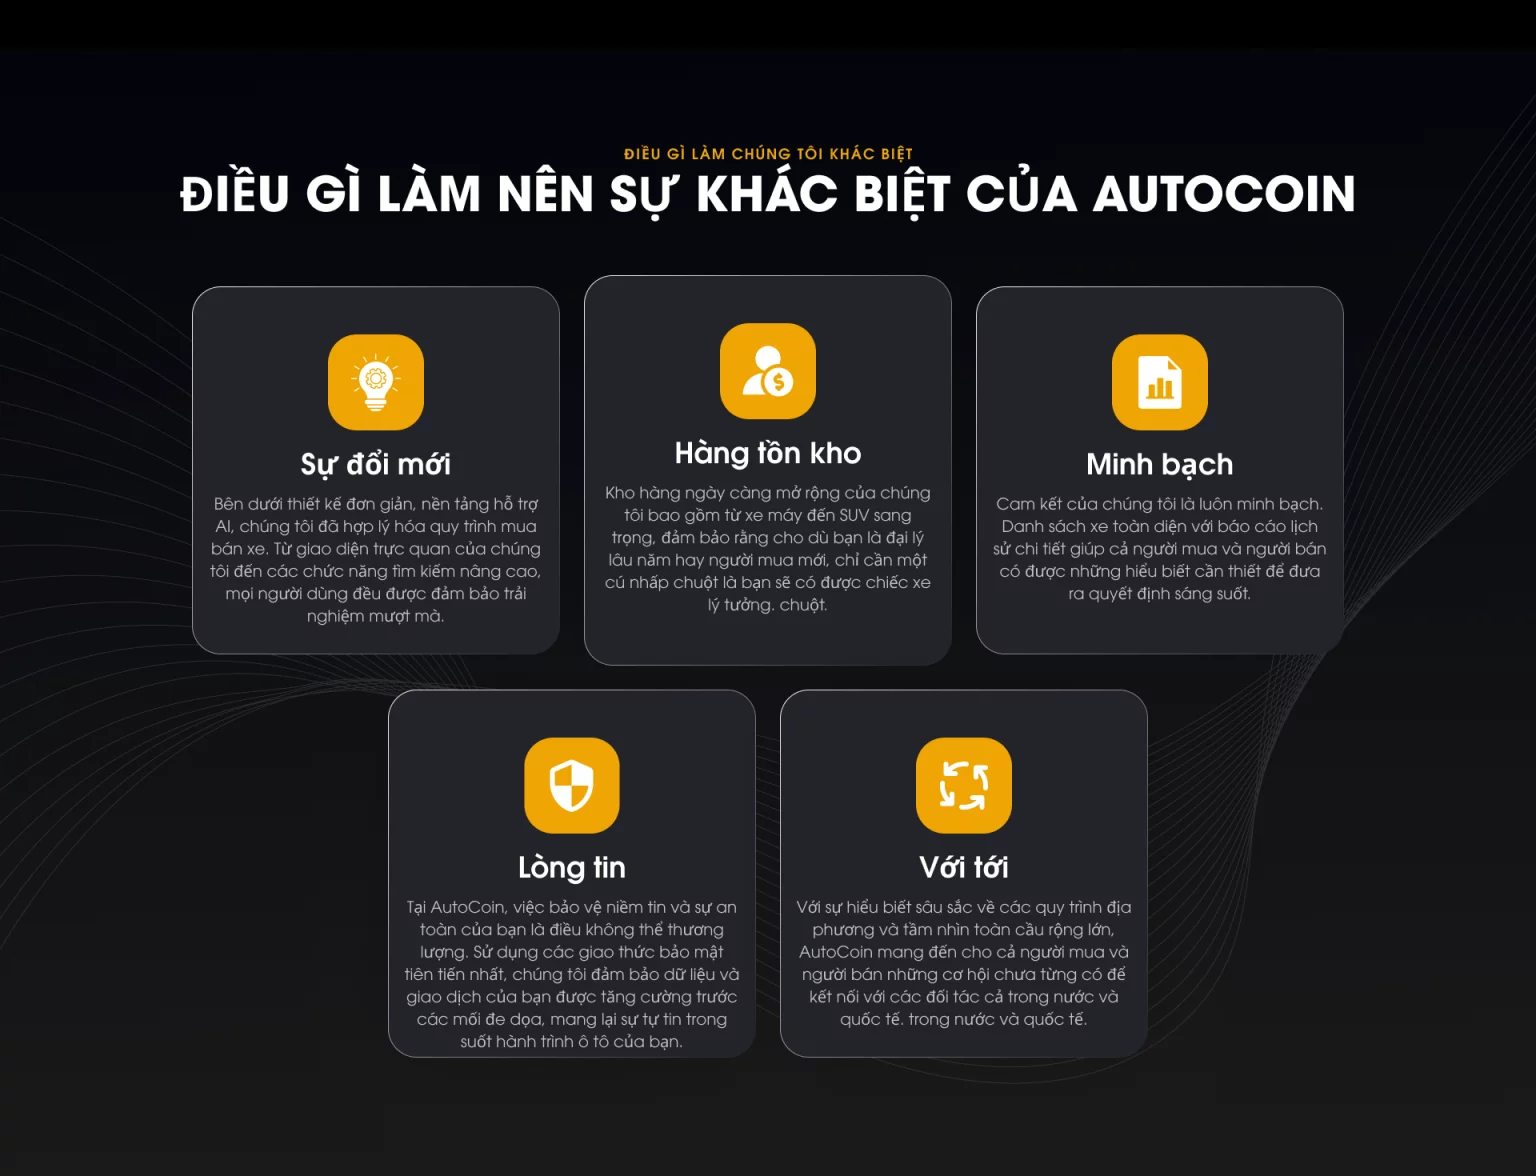 ĐIỀU GÌ LÀM CHÚNG TÔI KHÁC BIỆT
ĐIỀU GÌ LÀM NÊN SỰ KHÁC BIỆT CỦA AUTOCOIN
Sự đổi mới
Bên dưới thiết kế đơn giản, nền tảng hỗ trợ
AI, chúng tôi đã hợp lý hóa quy trình mua
bán xe. Từ giao diện trực quan của chúng
tôi đến các chức năng tìm kiếm nâng cao,
mọi người dùng đều được đảm bảo trải
nghiệm mượt mà.
Hàng tồn kho
Kho hàng ngày càng mở rộng của chúng
tôi bao gồm từ xe máy đến SUV sang
trọng, đảm bảo rằng cho dù bạn là đại lý
lâu năm hay người mua mới, chỉ cần một
cú nhấp chuột là bạn sẽ có được chiếc xe
lý tưởng. chuột.
Minh bạch
Cam kết của chúng tôi là luôn minh bạch.
Danh sách xe toàn diện với báo cáo lịch
sử chi tiết giúp cả người mua và người bán
có được những hiểu biết cần thiết để đưa
ra quyết định sáng suốt.
Lòng tin
Tại AutoCoin, việc bảo vệ niềm tin và sự an
toàn của bạn là điều không thể thương
lượng. Sử dụng các giao thức bảo mật
tiên tiến nhất, chúng tôi đảm bảo dữ liệu và
giao dịch của bạn được tăng cường trước
các mối đe dọa, mang lại sự tự tin trong
suốt hành trình ô tô của bạn.
Với tới
Với sự hiểu biết sâu sắc về các quy trình địa
phương và tầm nhìn toàn cầu rộng lớn,
AutoCoin mang đến cho cả người mua và
người bán những cơ hội chưa từng có để
kết nối với các đối tác cả trong nước và
quốc tế. trong nước và quốc tế.